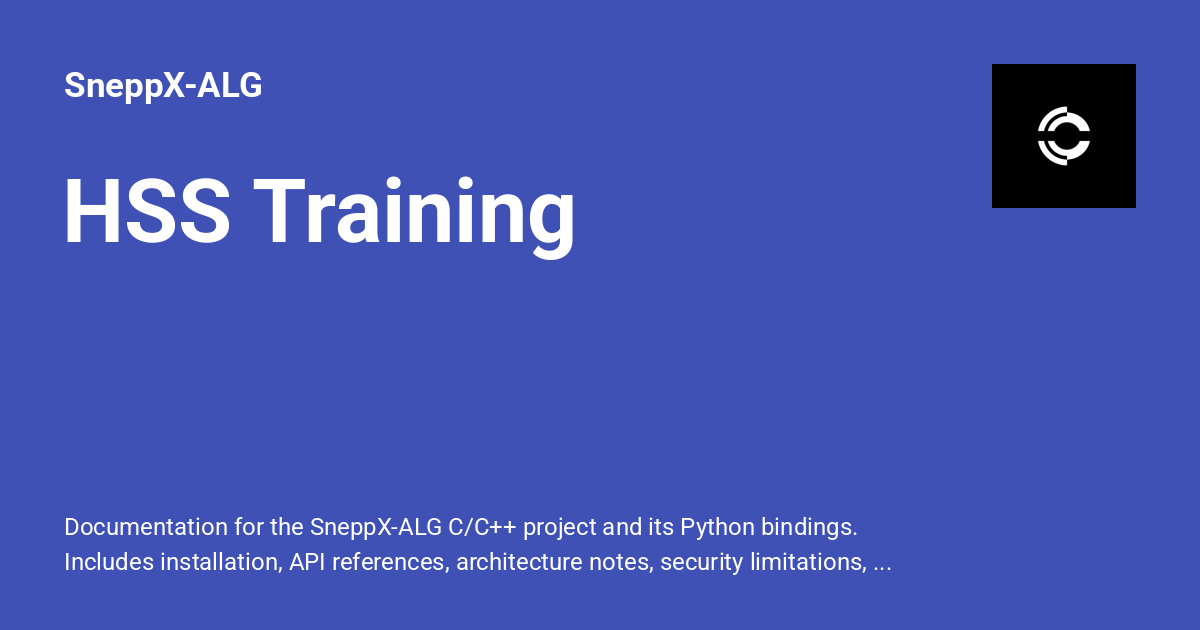 SneppX-ALG
HSS Training
Documentation for the SneppX-ALG C/C++ project and its Python bindings.
Includes installation, API references, architecture notes, security limitations, ...